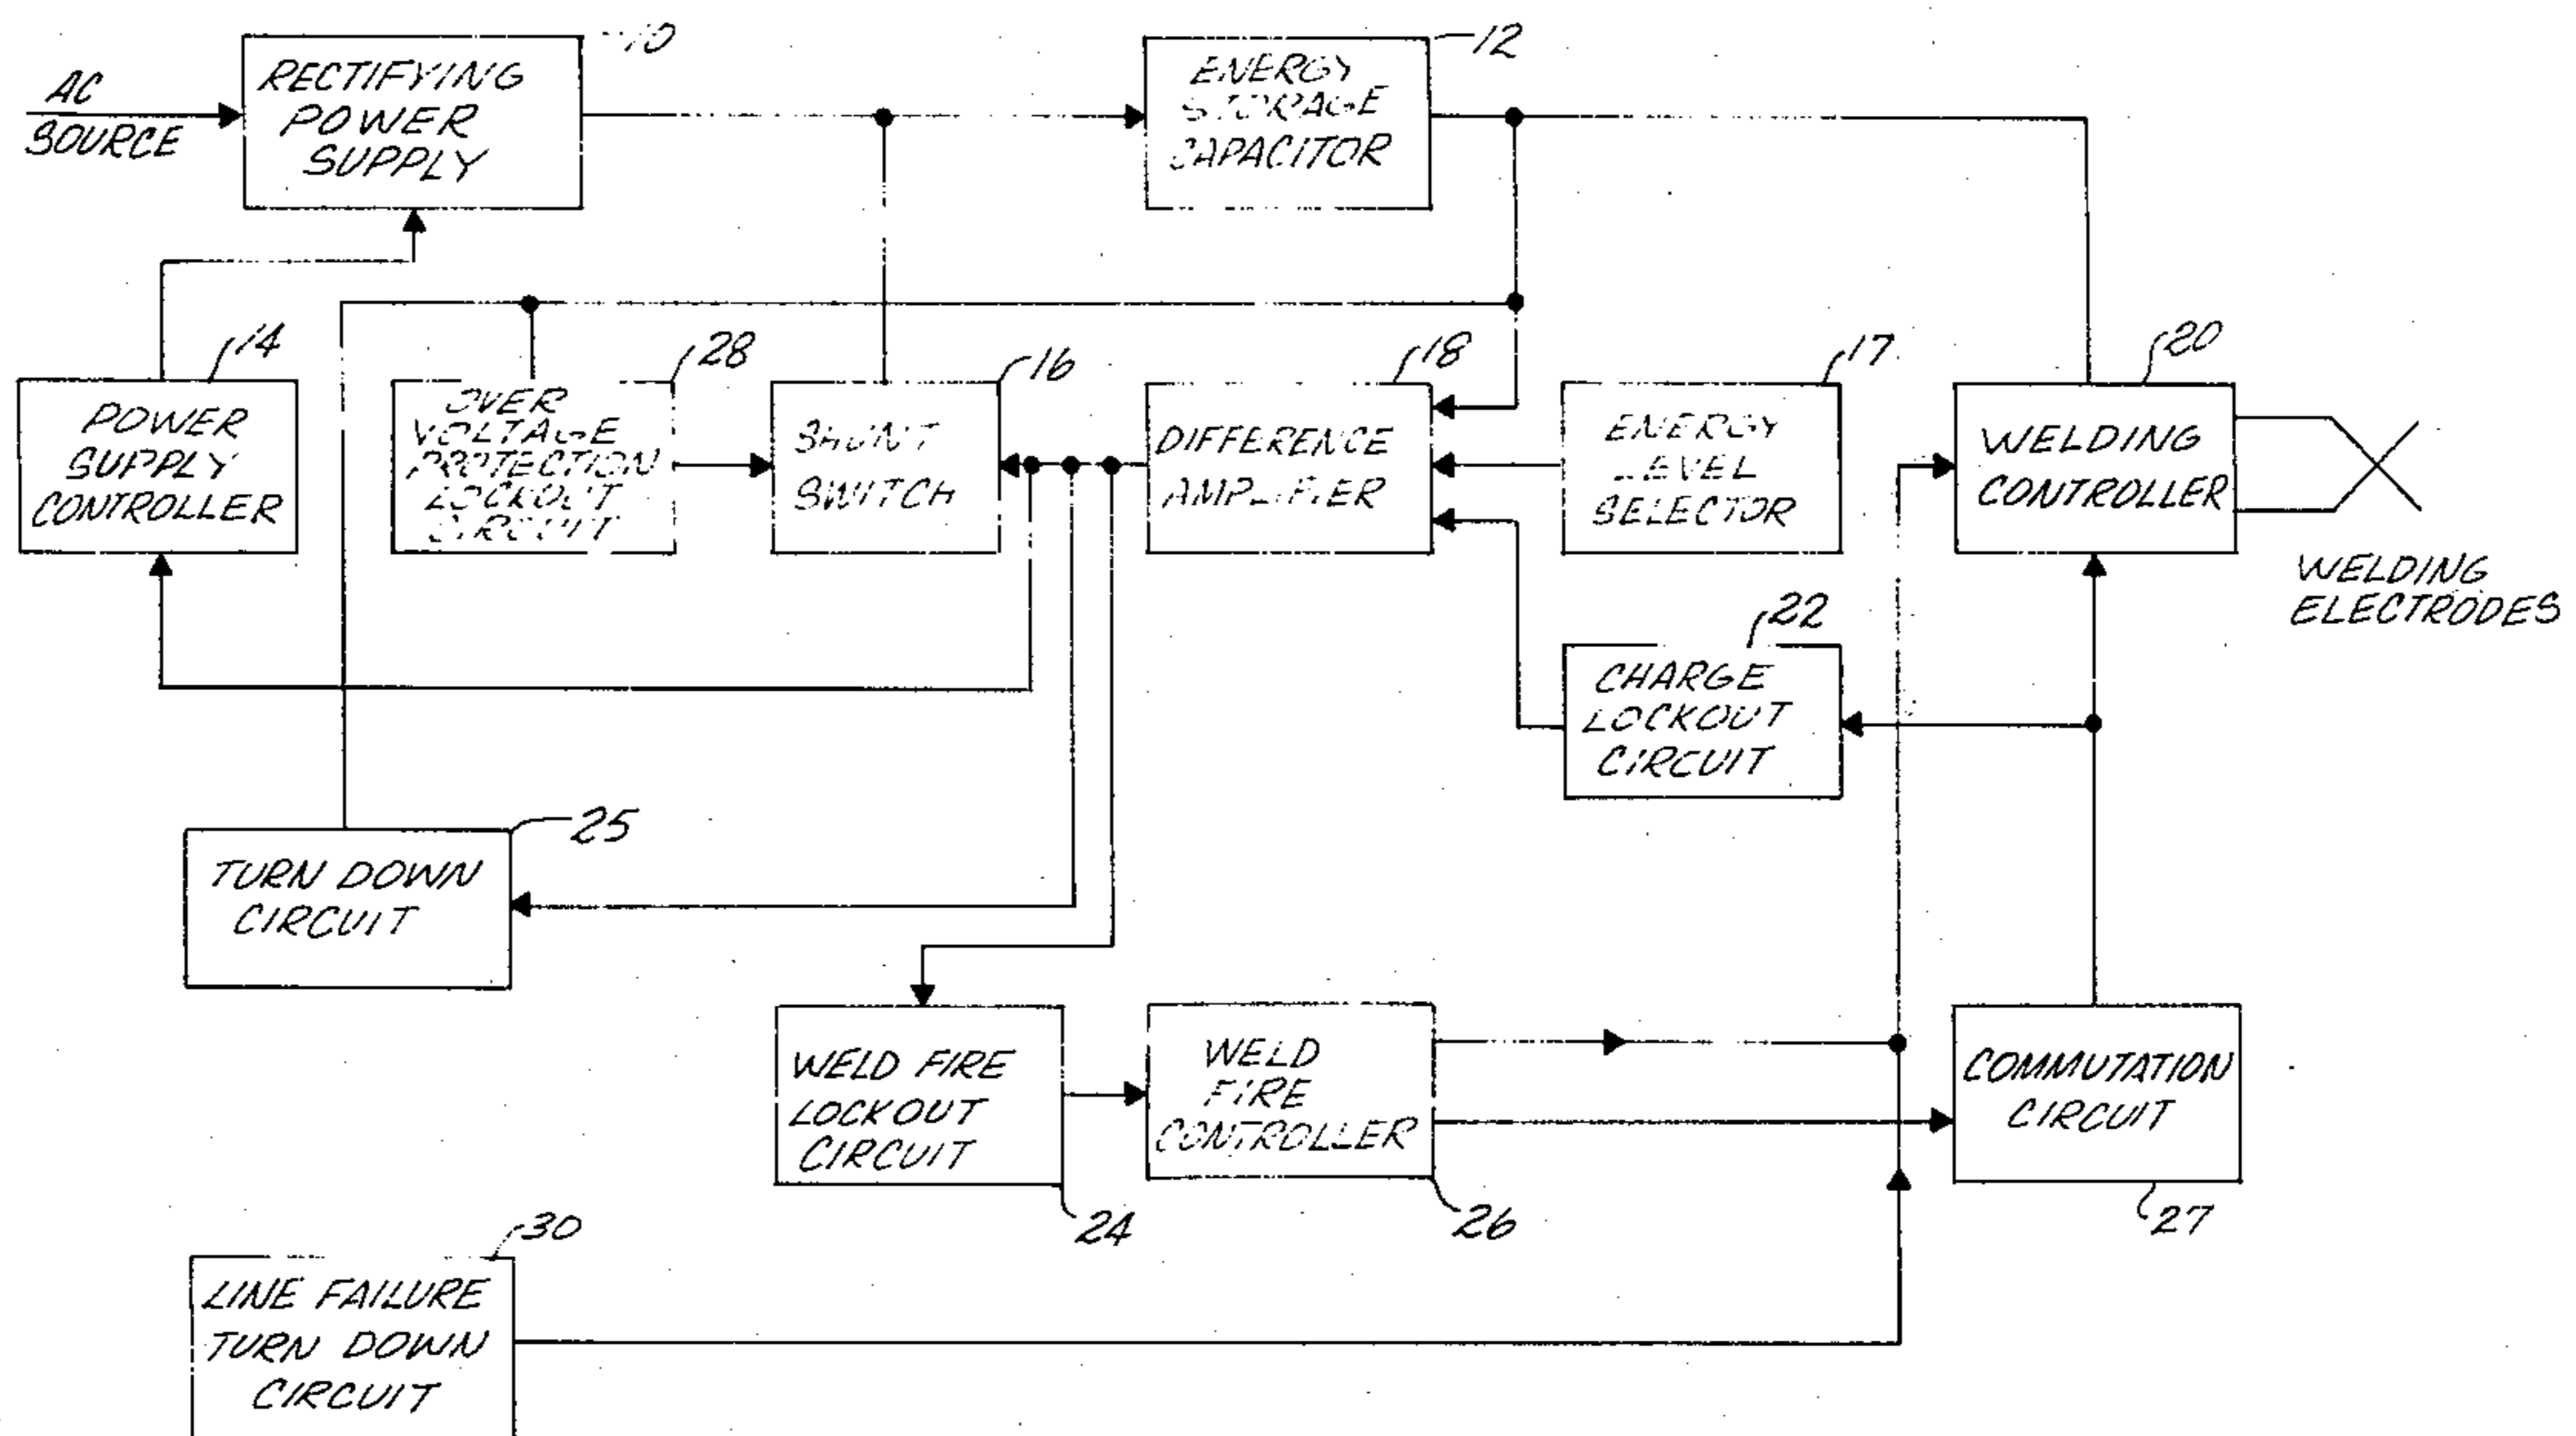 AC
SOURCE
RECTIFYING
POWER
SUPPLY
10
ENERGY
STORAGE
CAPACITOR
12
POWER
SUPPLY
CONTROLLER
14
OVER
VOLTAGE
PROTECTION
LOCKOUT
CIRCUIT
28
SHUNT
SWITCH
16
DIFFERENCE
AMPLIFIER
18
ENERGY
LEVEL
SELECTOR
17
WELDING
CONTROLLER
20
WELDING
ELECTRODES
CHARGE
LOCKOUT
CIRCUIT
22
TURN DOWN
CIRCUIT
25
WELD FIRE
LOCKOUT
CIRCUIT
24
WELD
FIRE
CONTROLLER
26
COMMUTATION
CIRCUIT
27
LINE FAILURE
TURN DOWN
CIRCUIT
30